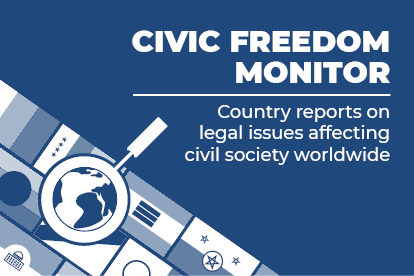 CIVIC FREEDOM
MONITOR
Country reports on
legal issues affecting
civil society worldwide